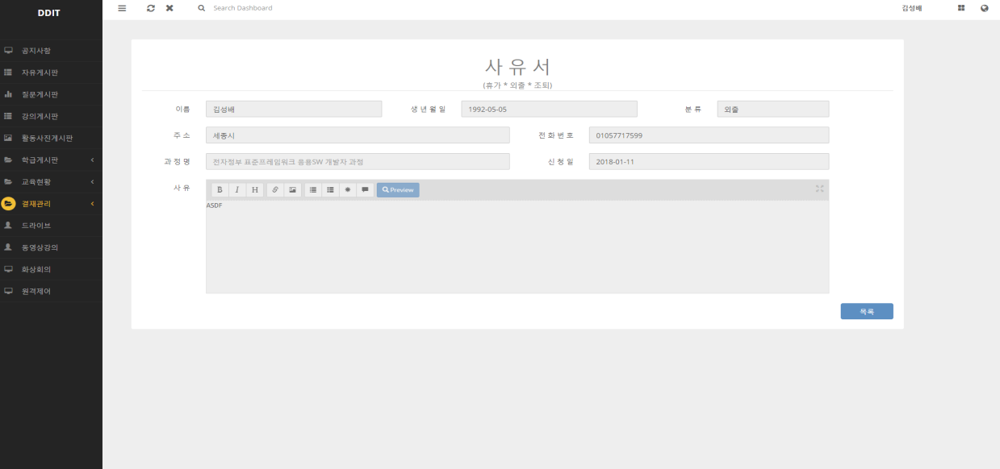 DDIT
Search Dashboard
김성배
공지사항
자유게시판
질문게시판
강의게시판
활동사진게시판
학급게시판
교육현황
결재관리
드라이브
동영상강의
화상회의
원격제어
사 유 서
(휴가 * 외출 * 조퇴)
이 름 김성배 생 년 월 일 1992-05-05 분 류 외출
주 소 세종시 전 화 번 호 01057717599
과 정 명 전자정부 표준프레임워크 응용SW 개발자 과정 신 청 일 2018-01-11
사 유 B I H Preview
ASDF
목록